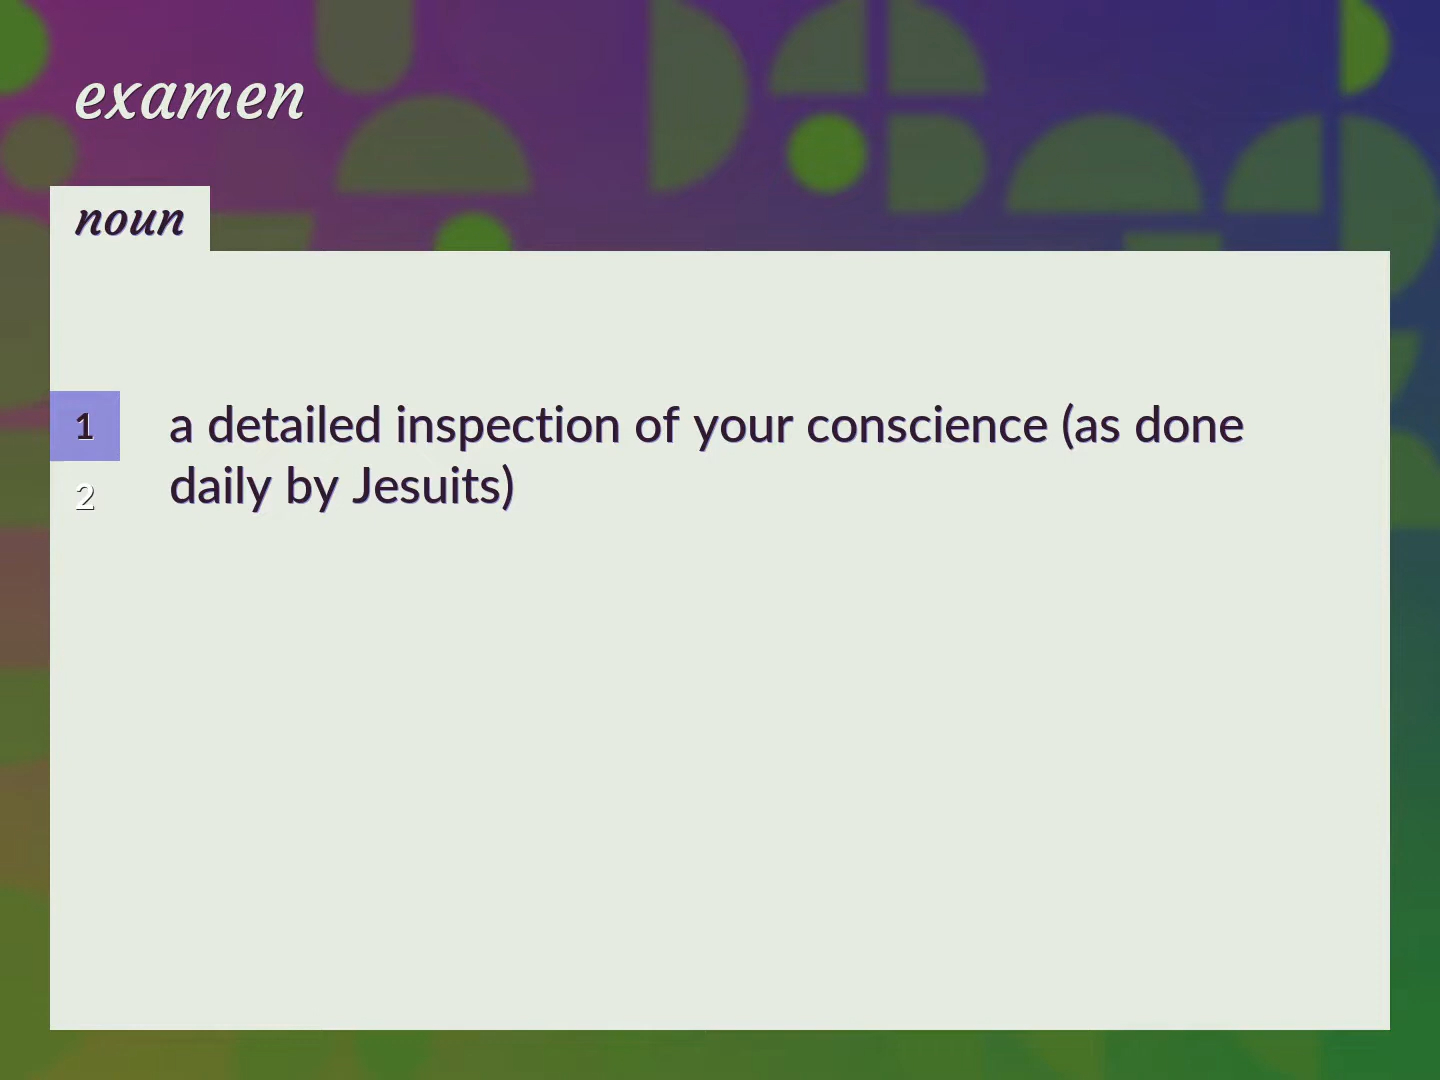 examen
noun
1
a detailed inspection of your conscience (as done
daily by Jesuits)
2